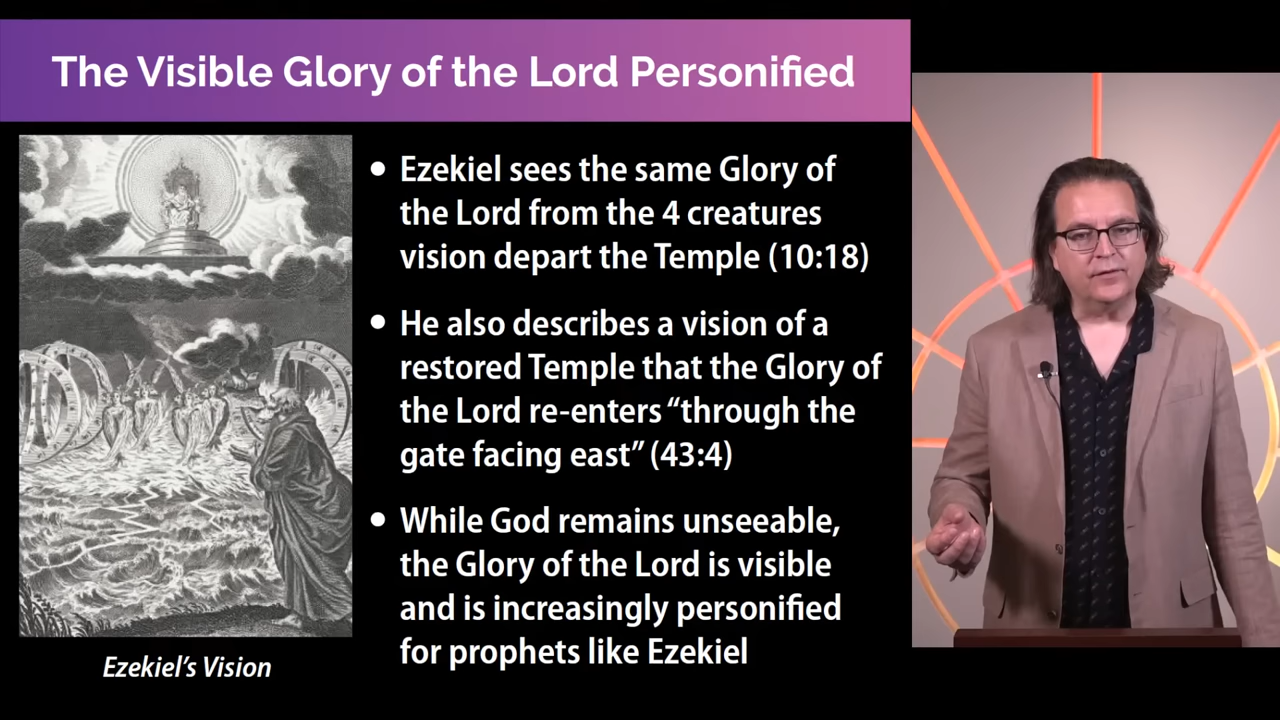 The Visible Glory of the Lord Personified
• Ezekiel sees the same Glory of
the Lord from the 4 creatures
vision depart the Temple (10:18)
• He also describes a vision of a
restored Temple that the Glory of
the Lord re-enters “through the
gate facing east” (43:4)
• While God remains unseeable,
the Glory of the Lord is visible
and is increasingly personified
for prophets like Ezekiel
Ezekiel’s Vision